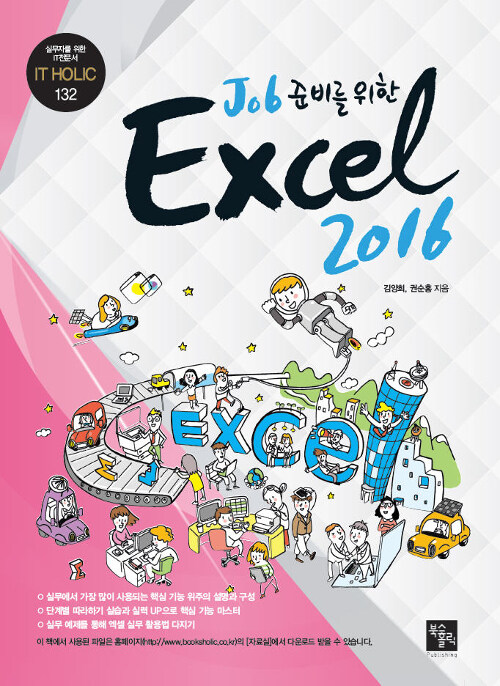 실무자를 위한
IT전문서
IT HOLIC
132
Job 준비를 위한
Excel
2016
김양희, 권순홍 지음
EXCEL
실무에서 가장 많이 사용되는 핵심 기능 위주의 설명과 구성
단계별 따라하기 실습과 실력 UP으로 핵심 기능 마스터
실무 예제를 통해 엑셀 실무 활용법 다지기
이 책에서 사용된 파일은 홈페이지(http://www.booksholic.co.kr)의 [자료실]에서 다운로드 받을 수 있습니다.
북스홀릭
Publishing